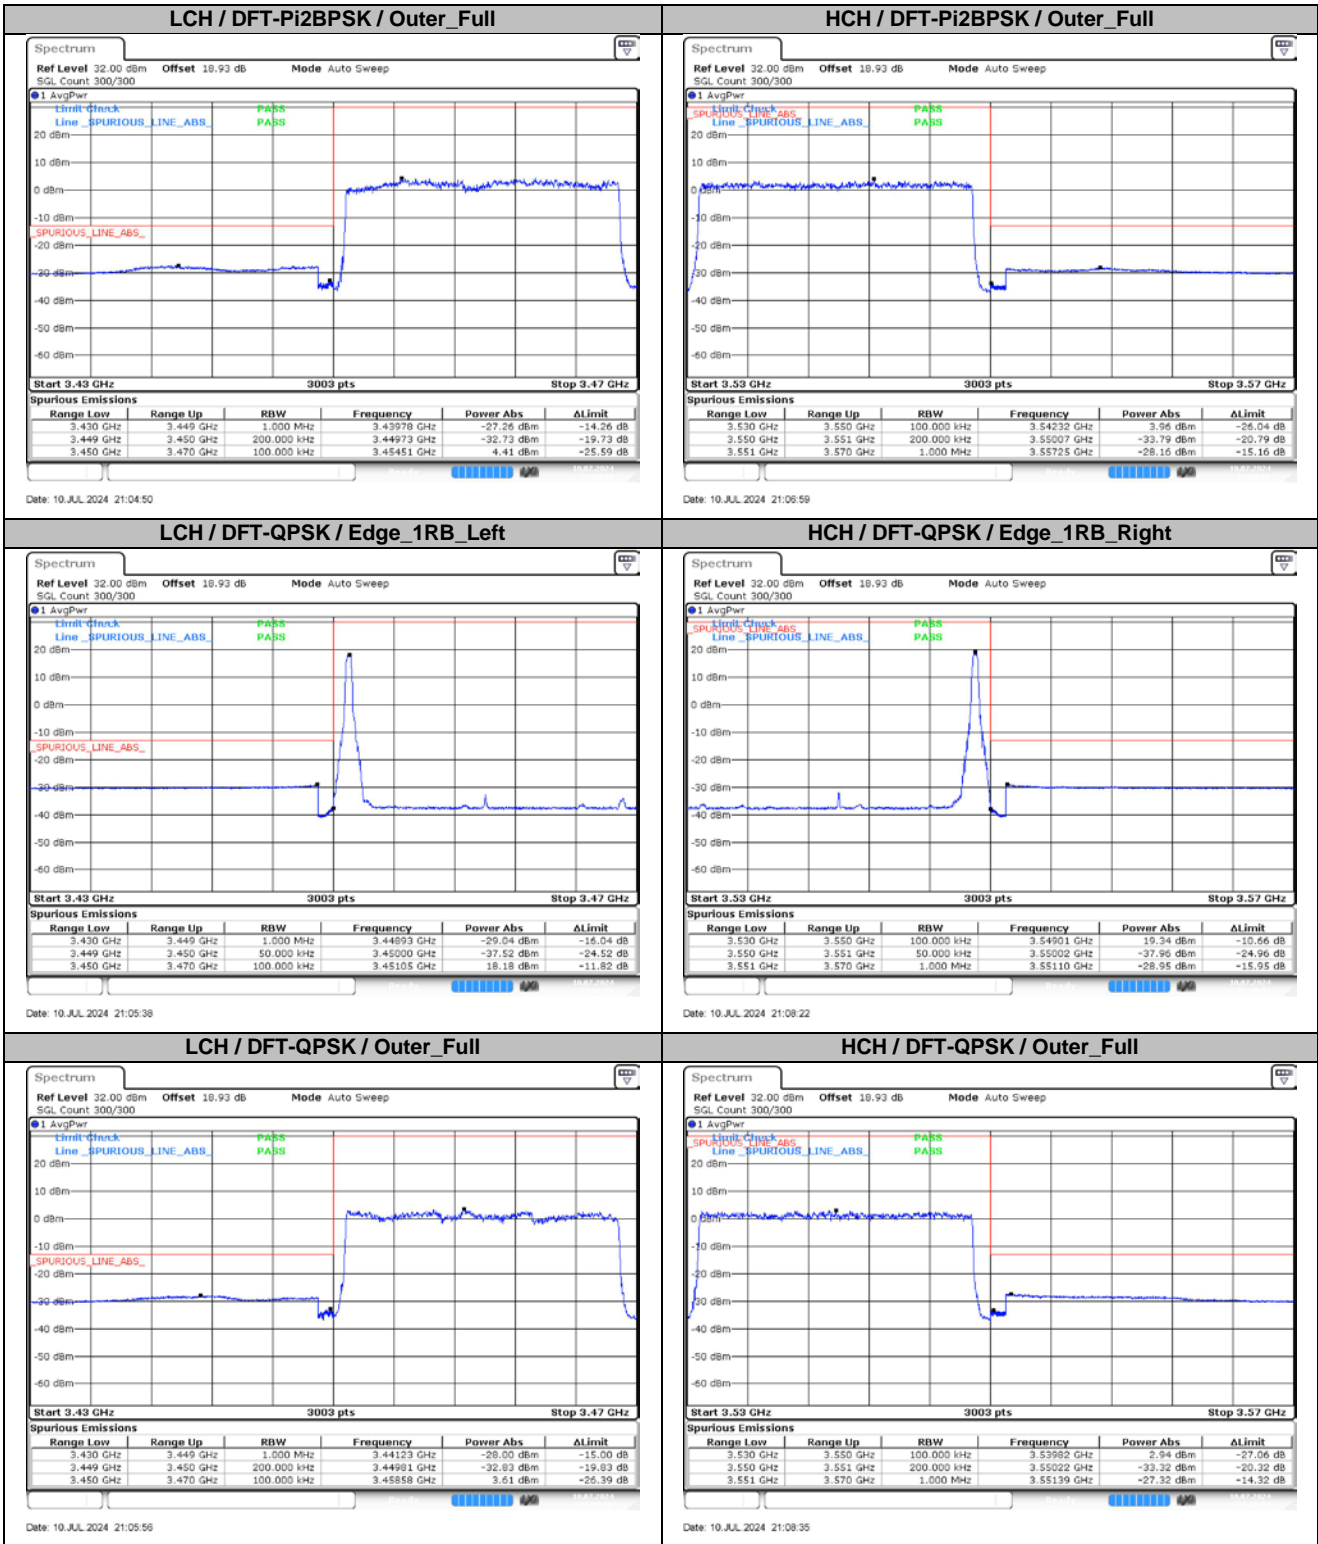 LCH / DFT-Pi2BPSK / Outer_Full
Spectrum
Ref Level 32.00 dBm Offset 18.93 dB Mode Auto Sweep
SGL Count 300/300
1 AvgPwr
Limit Check PASS
Line _SPURIOUS_LINE_ABS_ PASS
20 dBm
10 dBm
0 dBm
-10 dBm
_SPURIOUS_LINE_ABS_
-20 dBm
-30 dBm
-40 dBm
-50 dBm
-60 dBm
Start 3.43 GHz 3003 pts Stop 3.47 GHz
Spurious Emissions
Range Low Range Up RBW Frequency Power Abs ΔLimit
3.430 GHz 3.449 GHz 1.000 MHz 3.43978 GHz -27.26 dBm -14.26 dB
3.449 GHz 3.450 GHz 200.000 kHz 3.44973 GHz -32.73 dBm -19.73 dB
3.450 GHz 3.470 GHz 100.000 kHz 3.45451 GHz 4.41 dBm -25.59 dB
Date: 10.JUL.2024 21:04:50
HCH / DFT-Pi2BPSK / Outer_Full
Spectrum
Ref Level 32.00 dBm Offset 18.93 dB Mode Auto Sweep
SGL Count 300/300
1 AvgPwr
Limit Check PASS
_SPURIOUS_LINE_ABS_
Line _SPURIOUS_LINE_ABS_ PASS
20 dBm
10 dBm
0 dBm
-10 dBm
-20 dBm
-30 dBm
-40 dBm
-50 dBm
-60 dBm
Start 3.53 GHz 3003 pts Stop 3.57 GHz
Spurious Emissions
Range Low Range Up RBW Frequency Power Abs ΔLimit
3.530 GHz 3.550 GHz 100.000 kHz 3.54232 GHz 3.96 dBm -26.04 dB
3.550 GHz 3.551 GHz 200.000 kHz 3.55007 GHz -33.79 dBm -20.79 dB
3.551 GHz 3.570 GHz 1.000 MHz 3.55725 GHz -28.16 dBm -15.16 dB
Date: 10.JUL.2024 21:06:59
LCH / DFT-QPSK / Edge_1RB_Left
Spectrum
Ref Level 32.00 dBm Offset 18.93 dB Mode Auto Sweep
SGL Count 300/300
1 AvgPwr
Limit Check PASS
Line _SPURIOUS_LINE_ABS_ PASS
20 dBm
10 dBm
0 dBm
-10 dBm
_SPURIOUS_LINE_ABS_
-20 dBm
-30 dBm
-40 dBm
-50 dBm
-60 dBm
Start 3.43 GHz 3003 pts Stop 3.47 GHz
Spurious Emissions
Range Low Range Up RBW Frequency Power Abs ΔLimit
3.430 GHz 3.449 GHz 1.000 MHz 3.44893 GHz -29.04 dBm -16.04 dB
3.449 GHz 3.450 GHz 50.000 kHz 3.45000 GHz -37.52 dBm -24.52 dB
3.450 GHz 3.470 GHz 100.000 kHz 3.45105 GHz 18.18 dBm -11.82 dB
Date: 10.JUL.2024 21:05:38
HCH / DFT-QPSK / Edge_1RB_Right
Spectrum
Ref Level 32.00 dBm Offset 18.93 dB Mode Auto Sweep
SGL Count 300/300
1 AvgPwr
Limit Check PASS
_SPURIOUS_LINE_ABS_
Line _SPURIOUS_LINE_ABS_ PASS
20 dBm
10 dBm
0 dBm
-10 dBm
-20 dBm
-30 dBm
-40 dBm
-50 dBm
-60 dBm
Start 3.53 GHz 3003 pts Stop 3.57 GHz
Spurious Emissions
Range Low Range Up RBW Frequency Power Abs ΔLimit
3.530 GHz 3.550 GHz 100.000 kHz 3.54901 GHz 19.34 dBm -10.66 dB
3.550 GHz 3.551 GHz 50.000 kHz 3.55002 GHz -37.96 dBm -24.96 dB
3.551 GHz 3.570 GHz 1.000 MHz 3.55110 GHz -28.95 dBm -15.95 dB
Date: 10.JUL.2024 21:08:22
LCH / DFT-QPSK / Outer_Full
Spectrum
Ref Level 32.00 dBm Offset 18.93 dB Mode Auto Sweep
SGL Count 300/300
1 AvgPwr
Limit Check PASS
Line _SPURIOUS_LINE_ABS_ PASS
20 dBm
10 dBm
0 dBm
-10 dBm
_SPURIOUS_LINE_ABS_
-20 dBm
-30 dBm
-40 dBm
-50 dBm
-60 dBm
Start 3.43 GHz 3003 pts Stop 3.47 GHz
Spurious Emissions
Range Low Range Up RBW Frequency Power Abs ΔLimit
3.430 GHz 3.449 GHz 1.000 MHz 3.44123 GHz -28.00 dBm -15.00 dB
3.449 GHz 3.450 GHz 200.000 kHz 3.44981 GHz -32.83 dBm -19.83 dB
3.450 GHz 3.470 GHz 100.000 kHz 3.45858 GHz 3.61 dBm -26.39 dB
Date: 10.JUL.2024 21:05:56
HCH / DFT-QPSK / Outer_Full
Spectrum
Ref Level 32.00 dBm Offset 18.93 dB Mode Auto Sweep
SGL Count 300/300
1 AvgPwr
Limit Check PASS
_SPURIOUS_LINE_ABS_
Line _SPURIOUS_LINE_ABS_ PASS
20 dBm
10 dBm
0 dBm
-10 dBm
-20 dBm
-30 dBm
-40 dBm
-50 dBm
-60 dBm
Start 3.53 GHz 3003 pts Stop 3.57 GHz
Spurious Emissions
Range Low Range Up RBW Frequency Power Abs ΔLimit
3.530 GHz 3.550 GHz 100.000 kHz 3.53982 GHz 2.94 dBm -27.06 dB
3.550 GHz 3.551 GHz 200.000 kHz 3.55022 GHz -33.32 dBm -20.32 dB
3.551 GHz 3.570 GHz 1.000 MHz 3.55139 GHz -27.32 dBm -14.32 dB
Date: 10.JUL.2024 21:08:35